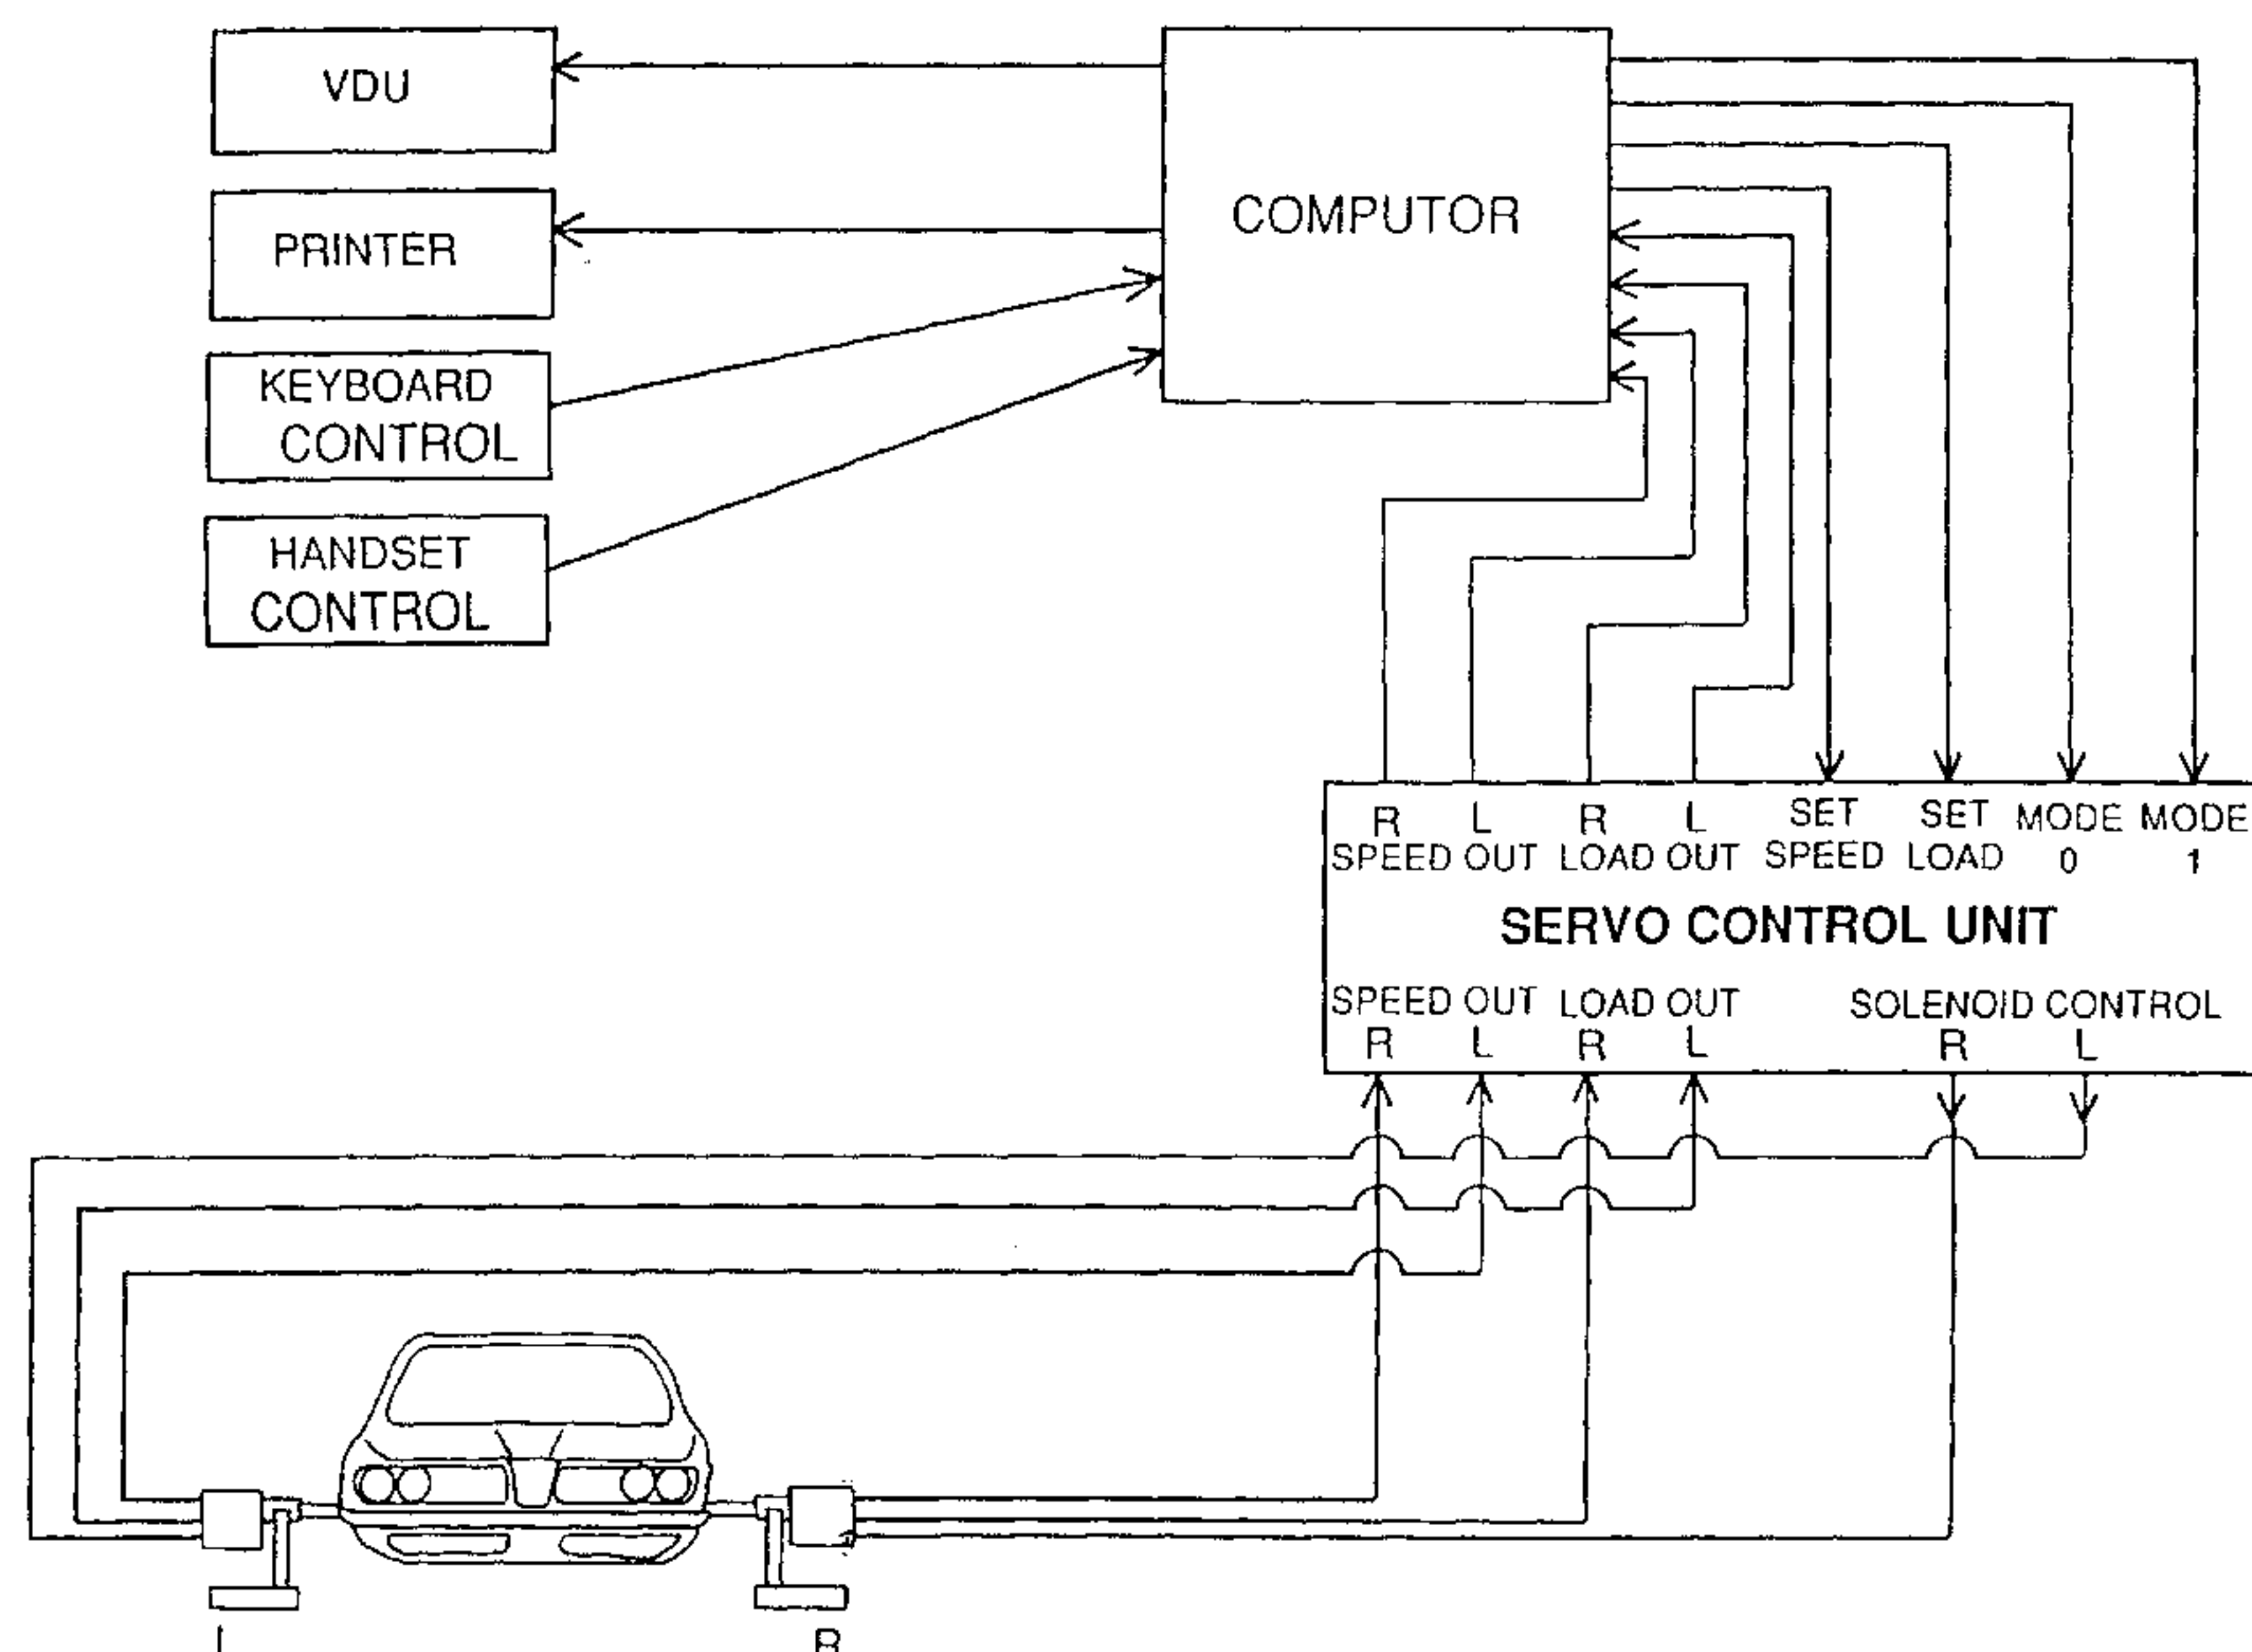 VDU
PRINTER
KEYBOARD
CONTROL
HANDSET
CONTROL
COMPUTOR
R L R L SET SET MODE MODE
SPEED OUT LOAD OUT SPEED LOAD 0 1
SERVO CONTROL UNIT
SPEED OUT LOAD OUT SOLENOID CONTROL
R L R L R L
L R